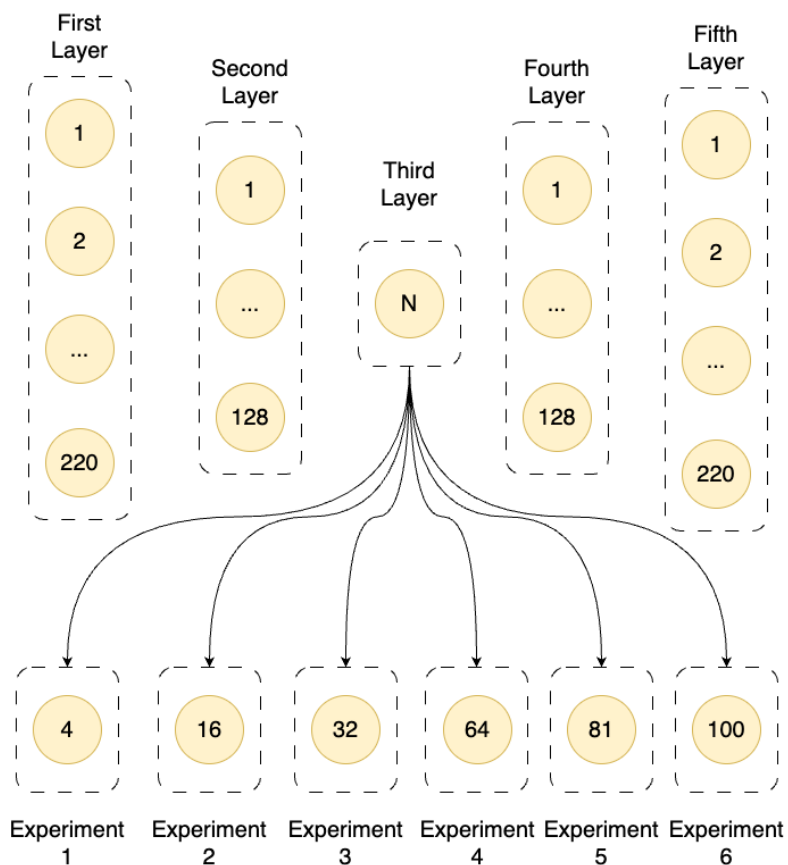 First
Layer
1
2
...
220
Second
Layer
1
...
128
Third
Layer
N
Fourth
Layer
1
...
128
Fifth
Layer
1
2
...
220
4
16
32
64
81
100
Experiment
1
Experiment
2
Experiment
3
Experiment
4
Experiment
5
Experiment
6